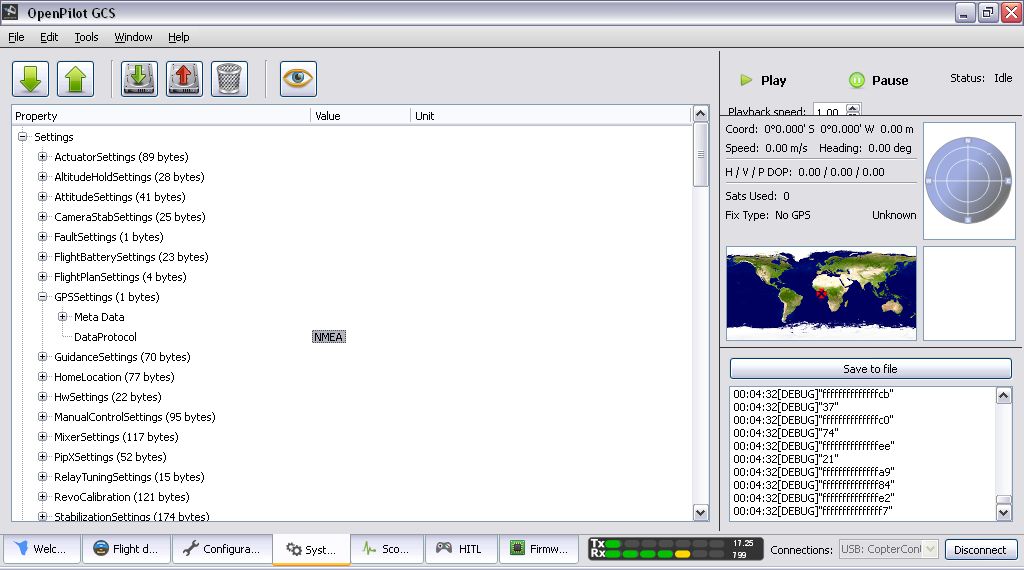 OpenPilot GCS
File Edit Tools Window Help
Property Value Unit
Settings
ActuatorSettings (89 bytes)
AltitudeHoldSettings (28 bytes)
AttitudeSettings (41 bytes)
CameraStabSettings (25 bytes)
FaultSettings (1 bytes)
FlightBatterySettings (23 bytes)
FlightPlanSettings (4 bytes)
GPSSettings (1 bytes)
Meta Data
DataProtocol NMEA
GuidanceSettings (70 bytes)
HomeLocation (77 bytes)
HwSettings (22 bytes)
ManualControlSettings (95 bytes)
MixerSettings (117 bytes)
PipXSettings (52 bytes)
RelayTuningSettings (15 bytes)
RevoCalibration (121 bytes)
StabilizationSettings (174 bytes)
Play Pause Status: Idle
Playback speed: 1.00
Coord: 0°0.000' S 0°0.000' W 0.00 m
Speed: 0.00 m/s Heading: 0.00 deg
H / V / P DOP: 0.00 / 0.00 / 0.00
Sats Used: 0
Fix Type: No GPS Unknown
Save to file
00:04:32[DEBUG]"ffffffffffffffcb"
00:04:32[DEBUG]"37"
00:04:32[DEBUG]"ffffffffffffffc0"
00:04:32[DEBUG]"74"
00:04:32[DEBUG]"ffffffffffffffee"
00:04:32[DEBUG]"21"
00:04:32[DEBUG]"ffffffffffffffa9"
00:04:32[DEBUG]"ffffffffffffff84"
00:04:32[DEBUG]"ffffffffffffffe2"
00:04:32[DEBUG]"fffffffffffffff7"
Welc... Flight d... Configura... Syst... Sco... HITL Firmw...
Tx 17.25
Rx 799
Connections: USB: CopterCont Disconnect